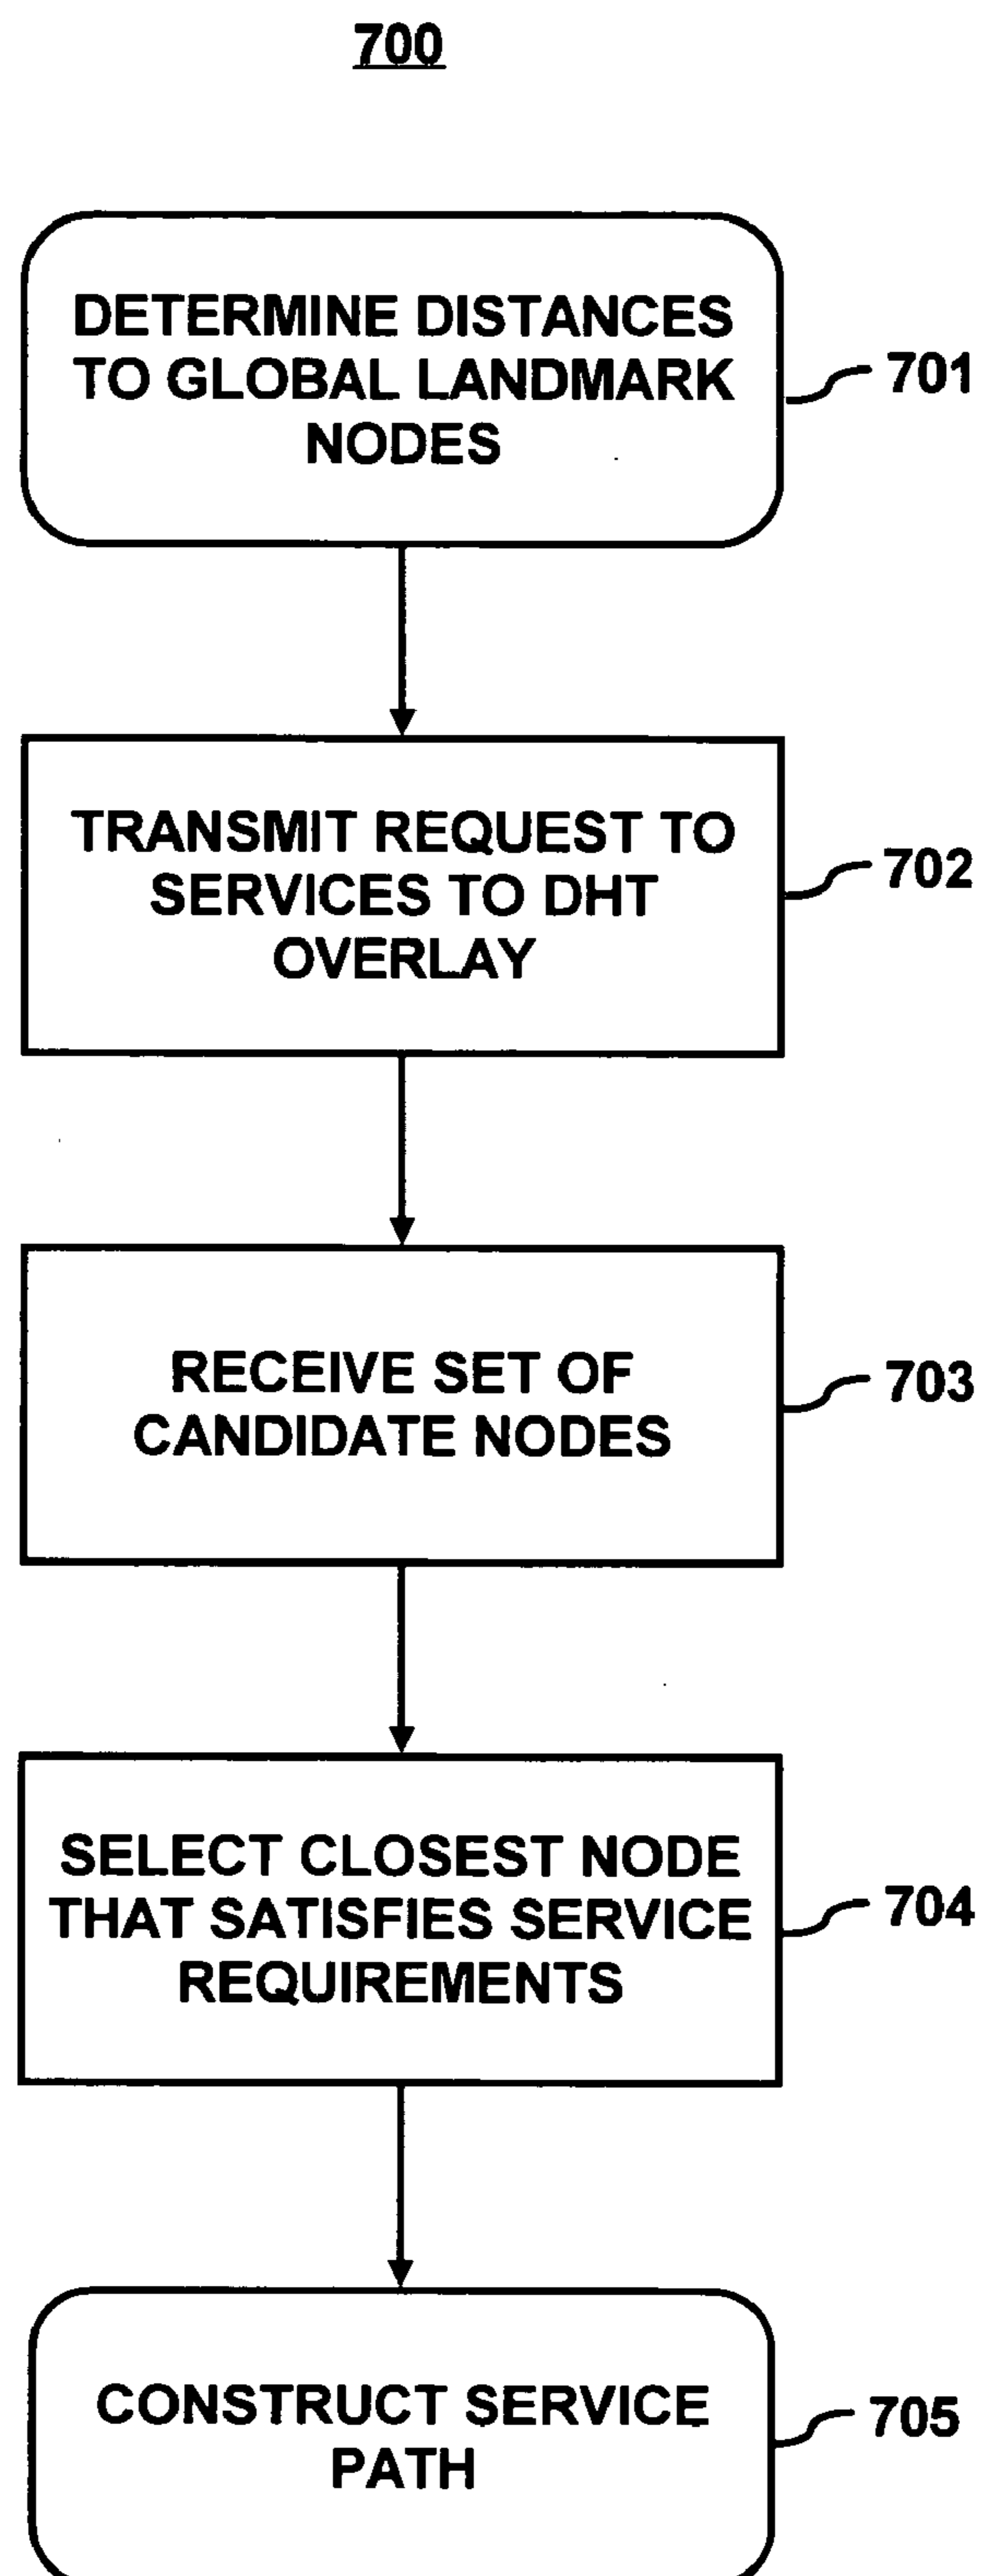 700
DETERMINE DISTANCES
TO GLOBAL LANDMARK
NODES
701
TRANSMIT REQUEST TO
SERVICES TO DHT
OVERLAY
702
RECEIVE SET OF
CANDIDATE NODES
703
SELECT CLOSEST NODE
THAT SATISFIES SERVICE
REQUIREMENTS
704
CONSTRUCT SERVICE
PATH
705